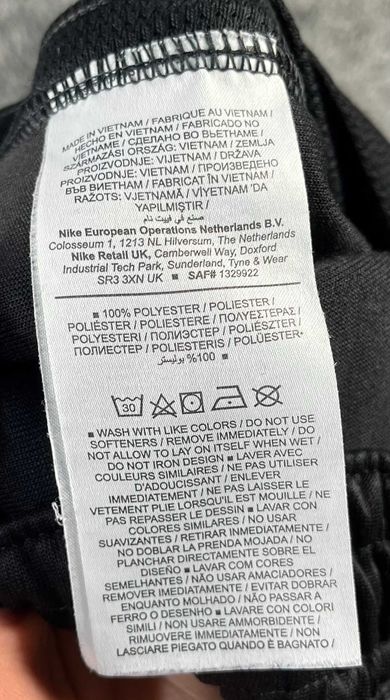 MADE IN VIETNAM / FABRIQUE AU VIETNAM /
HECHO EN VIETNAM / FABRICADO NO
VIETNAME / СДЕЛАНО ВО ВЬЕТНАМЕ /
SZÁRMAZÁSI ORSZÁG: VIETNAM / ZEMLJA
PROIZVODNJE: VIJETNAM / DRŽAVA
PROIZVODNJE: VIETNAM / ПРОИЗВЕДЕНО
ВЪВ ВИЕТНАМ / FABRICAT ÎN VIETNAM /
RAŽOTS: VJETNAMĀ / VİYETNAM 'DA
YAPILMIŞTIR /
صنع في فييت نام
Nike European Operations Netherlands B.V.
Colosseum 1, 1213 NL Hilversum, The Netherlands
Nike Retail UK, Camberwell Way, Doxford
Industrial Tech Park, Sunderland, Tyne & Wear
SR3 3XN UK ■ SAF# 1329922
■ 100% POLYESTER / POLIESTER /
POLIÉSTER / POLIESTERE / ΠΟΛΥΕΣΤΕΡΑΣ /
POLYESTERI / ПОЛИЭСТЕР / POLIÉSZTER /
ПОЛИЕСТЕР / POLIESTERIS / POLÜESTER*
%100 بوليستر ■
30
■ WASH WITH LIKE COLORS / DO NOT USE
SOFTENERS / REMOVE IMMEDIATELY / DO
NOT ALLOW TO LAY ON ITSELF WHEN WET /
DO NOT IRON DESIGN ■ LAVER AVEC
COULEURS SIMILAIRES / NE PAS UTILISER
D'ADOUCISSANT / ENLEVER
IMMEDIATEMENT / NE PAS LAISSER LE
VETEMENT PLIE LORSQU'IL EST MOUILLE / NE
PAS REPASSER LE DESSIN ■ LAVAR CON
COLORES SIMILARES / NO USAR
SUAVIZANTES / RETIRAR INMEDIATAMENTE /
NO DOBLAR LA PRENDA MOJADA / NO
PLANCHAR DIRECTAMENTE SOBRE EL
DISEÑO ■ LAVAR COM CORES
SEMELHANTES / NÃO USAR AMACIADORES /
REMOVER IMEDIATAMENTE / EVITAR DOBRAR
ENQUANTO MOLHADO / NÃO PASSAR A
FERRO O DESENHO ■ LAVARE CON COLORI
SIMILI / NON USARE AMMORBIDENTE /
RIMUOVERE IMMEDIATAMENTE / NON
LASCIARE PIEGATO QUANDO È BAGNATO /